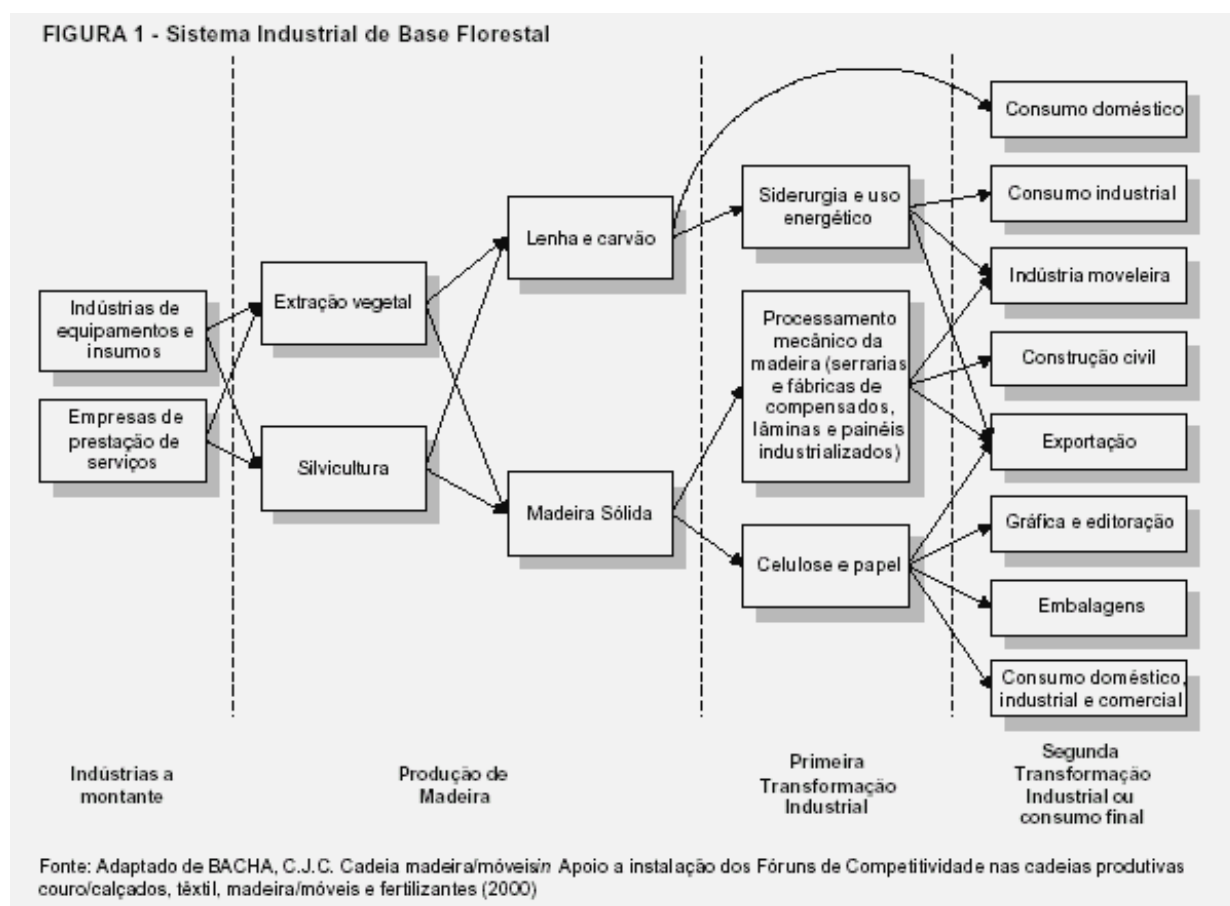 FIGURA 1 - Sistema Industrial de Base Florestal
Indústrias de
equipamentos e
insumos
Empresas de
prestação de
serviços
Extração vegetal
Silvicultura
Lenha e carvão
Madeira Sólida
Siderurgia e uso
energético
Processamento
mecânico da
madeira (serrarias
e fábricas de
compensados,
lâminas e painéis
industrializados)
Celulose e papel
Consumo doméstico
Consumo industrial
Indústria moveleira
Construção civil
Exportação
Gráfica e editoração
Embalagens
Consumo doméstico,
industrial e comercial
Indústrias a
montante
Produção de
Madeira
Primeira
Transformação
Industrial
Segunda
Transformação
Industrial ou
consumo final
Fonte: Adaptado de BACHA, C.J.C. Cadeia madeira/móveisin Apoio a instalação dos Fóruns de Competitividade nas cadeias produtivas
couro/calçados, têxtil, madeira/móveis e fertilizantes (2000)